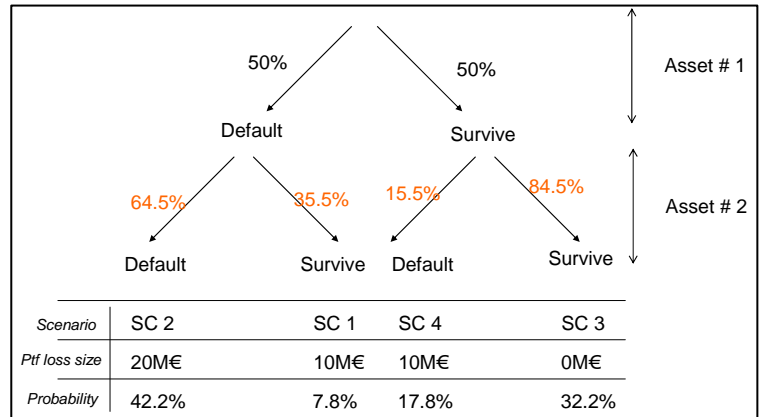 50%
50%
Asset # 1
Default
Survive
64.5%
35.5%
15.5%
84.5%
Asset # 2
Default
Survive
Default
Survive
Scenario SC 2 SC 1 SC 4 SC 3
Ptf loss size 20M€ 10M€ 10M€ 0M€
Probability 42.2% 7.8% 17.8% 32.2%